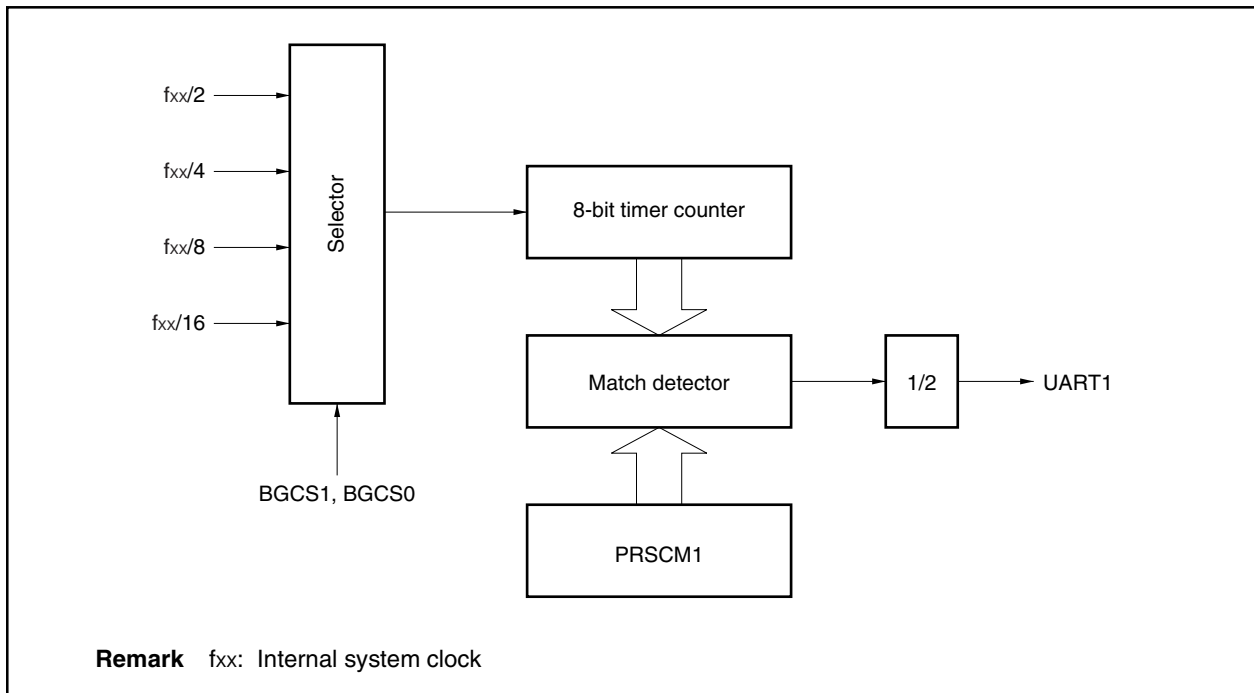 fxx/2
fxx/4
fxx/8
fxx/16
Selector
BGCS1, BGCS0
8-bit timer counter
Match detector
1/2
UART1
PRSCM1
Remark fxx: Internal system clock